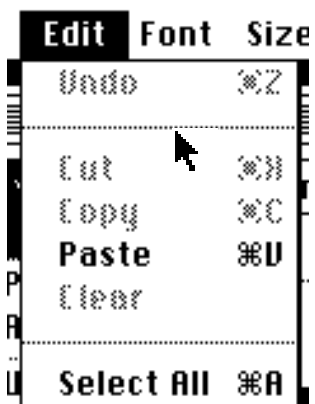 Edit Font Size
Undo ⌘Z
Cut ⌘X
Copy ⌘C
Paste ⌘V
Clear
Select All ⌘A